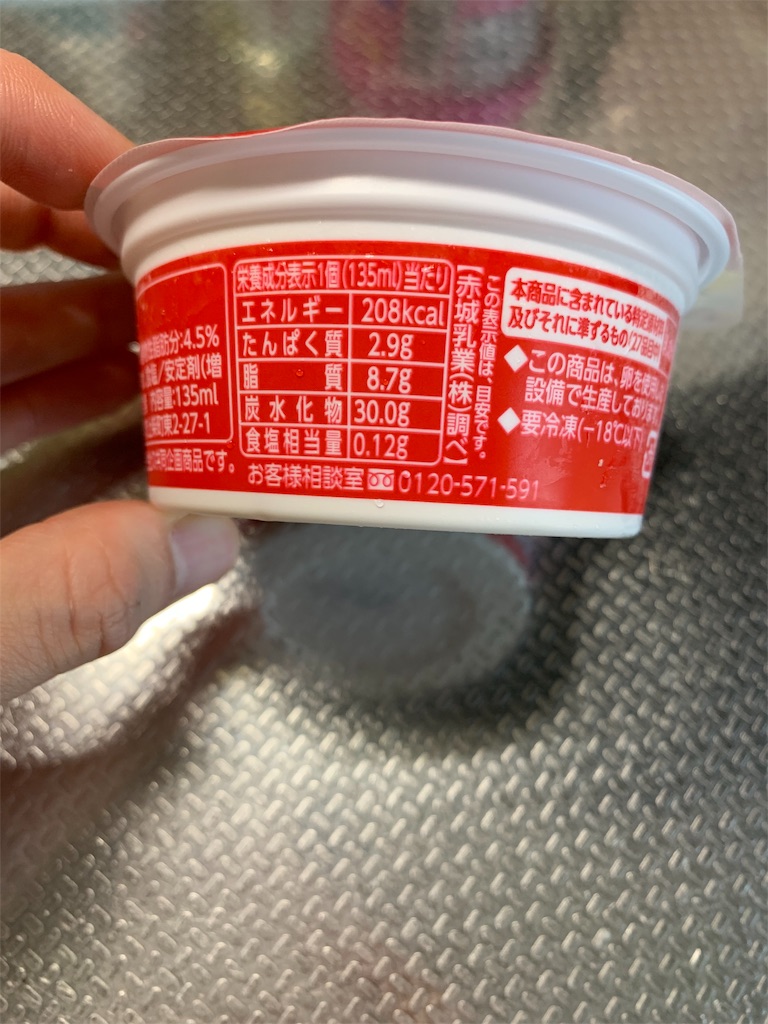 脂肪分:4.5%
/安定剤(増
容量:135ml
東2-27-1
企画商品です。
栄養成分表示1個(135ml)当たり
エネルギー 208kcal
たんぱく質 2.9g
脂質 8.7g
炭水化物 30.0g
食塩相当量 0.12g
この表示値は、目安です。
【赤城乳業(株)調べ】
お客様相談室 0120-571-591
本商品に含まれている特定原材料
及びそれに準ずるもの(27品目中
◆この商品は、卵を使用し
設備で生産しており
◆要冷凍(-18℃以下)